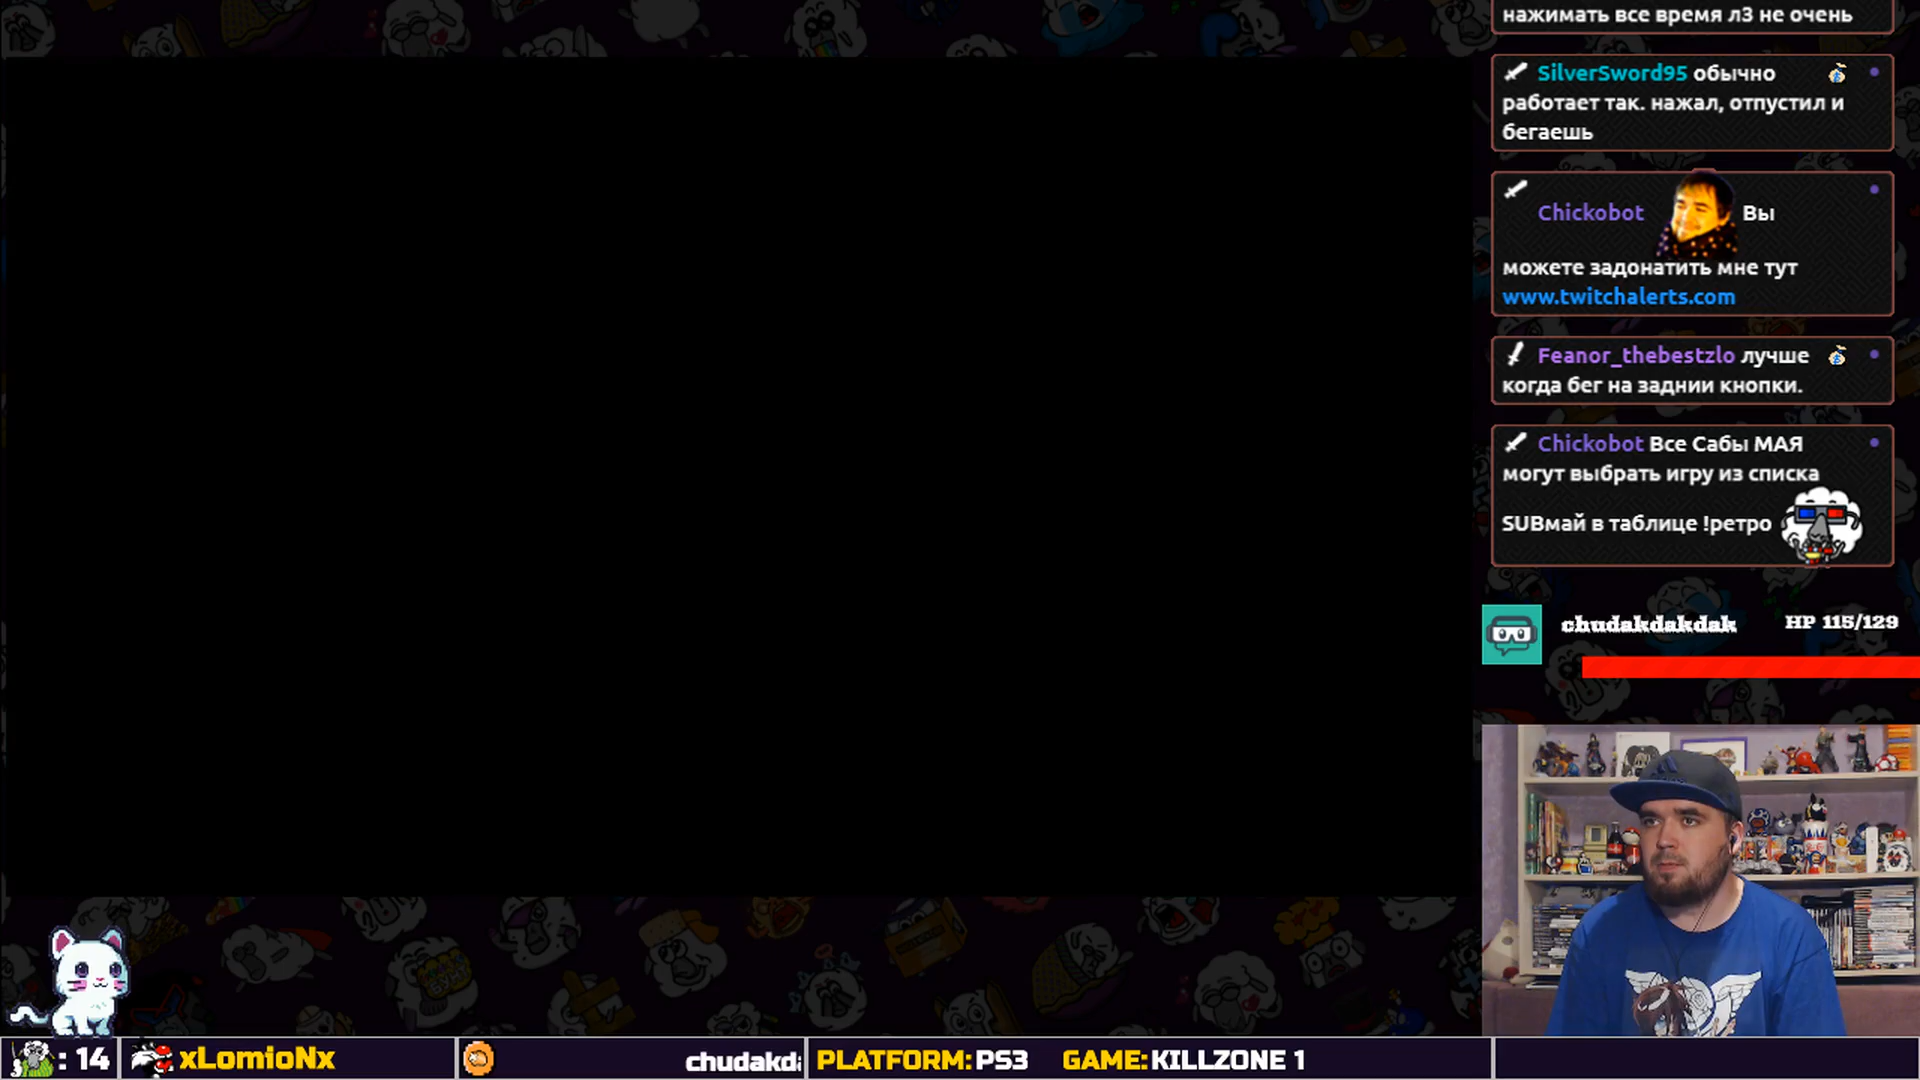 нажимать все время л3 не очень
SilverSword95 обычно
работает так. нажал, отпустил и
бегаешь
Chickobot Вы
можете задонатить мне тут
www.twitchalerts.com
Feanor_thebestzlo лучше
когда бег на заднии кнопки.
Chickobot Все Сабы МАЯ
могут выбрать игру из списка
SUBмай в таблице !ретро
chudakdakdak HP 115/129
: 14 xLomioNx chudakda PLATFORM: PS3 GAME: KILLZONE 1